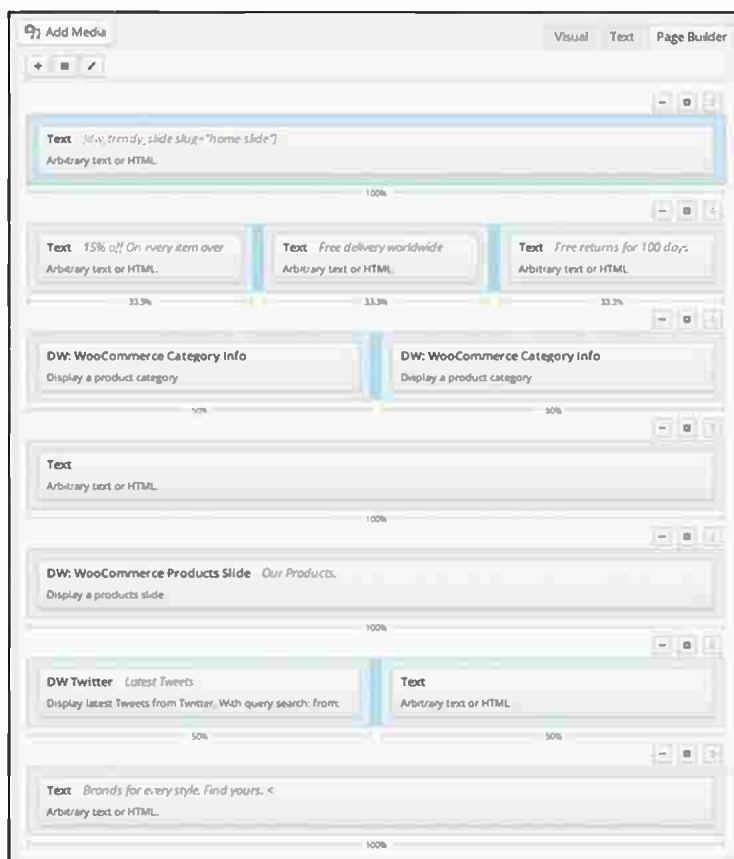 Add Media
Visual Text Page Builder
Text [dw_trendy_slide slug="home-slide"]
Arbitrary text or HTML.
100%
Text 15% off On every item over Text Free delivery worldwide Text Free returns for 100 days
Arbitrary text or HTML. Arbitrary text or HTML. Arbitrary text or HTML
33.3% 33.3% 33.3%
DW: WooCommerce Category Info DW: WooCommerce Category Info
Display a product category Display a product category
50% 50%
Text
Arbitrary text or HTML.
100%
DW: WooCommerce Products Slide Our Products.
Display a products slide
100%
DW Twitter Latest Tweets Text
Display latest Tweets from Twitter. With query search: from: Arbitrary text or HTML
50% 50%
Text Brands for every style. Find yours. <
Arbitrary text or HTML.
100%